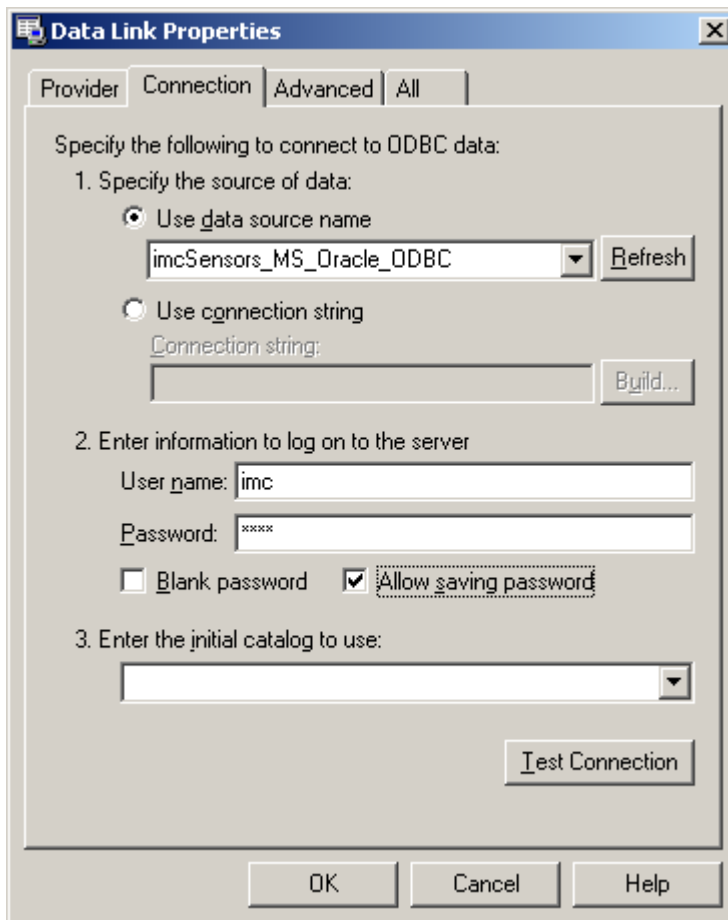 Data Link Properties
Provider Connection Advanced All
Specify the following to connect to ODBC data:
1. Specify the source of data:
Use data source name
imcSensors_MS_Oracle_ODBC Refresh
Use connection string
Connection string:
Build...
2. Enter information to log on to the server
User name: imc
Password: ****
Blank password Allow saving password
3. Enter the initial catalog to use:
Test Connection
OK Cancel Help